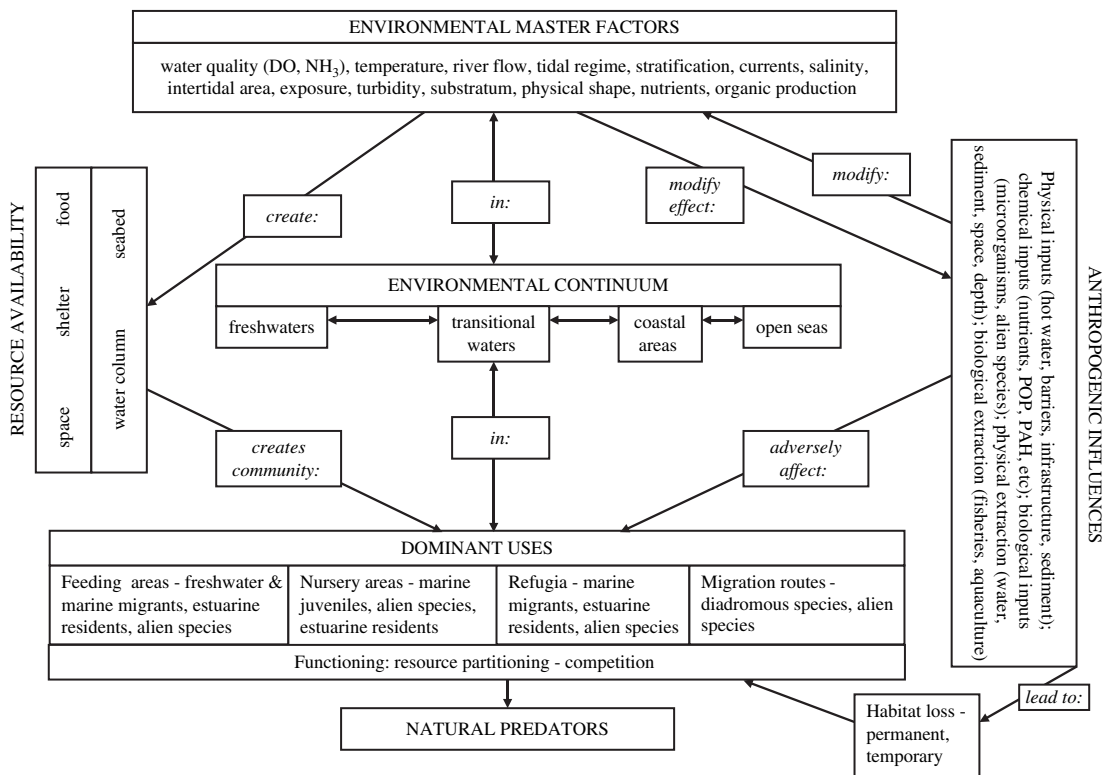 ENVIRONMENTAL MASTER FACTORS
water quality (DO, NH3), temperature, river flow, tidal regime, stratification, currents, salinity,
intertidal area, exposure, turbidity, substratum, physical shape, nutrients, organic production
create:
in:
modify
effect:
modify:
RESOURCE AVAILABILITY
space shelter food
water column seabed
ENVIRONMENTAL CONTINUUM
freshwaters
transitional
waters
coastal
areas
open seas
ANTHROPOGENIC INFLUENCES
Physical inputs (hot water, barriers, infrastructure, sediment);
chemical inputs (nutrients, POP, PAH, etc); biological inputs
(microorganisms, alien species); physical extraction (water,
sediment, space, depth); biological extraction (fisheries, aquaculture)
creates
community:
in:
adversely
affect:
DOMINANT USES
Feeding areas - freshwater &
marine migrants, estuarine
residents, alien species
Nursery areas - marine
juveniles, alien species,
estuarine residents
Refugia - marine
migrants, estuarine
residents, alien species
Migration routes -
diadromous species, alien
species
Functioning: resource partitioning - competition
NATURAL PREDATORS
lead to:
Habitat loss -
permanent,
temporary